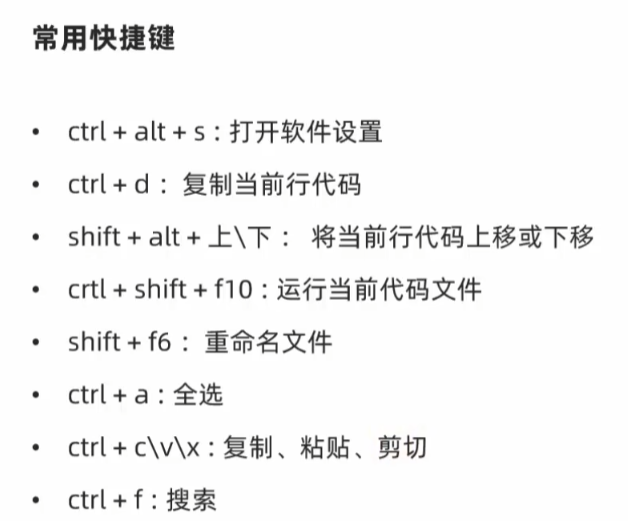 常用快捷键
• ctrl + alt + s : 打开软件设置
• ctrl + d : 复制当前行代码
• shift + alt + 上\下 : 将当前行代码上移或下移
• crtl + shift + f10 : 运行当前代码文件
• shift + f6 : 重命名文件
• ctrl + a : 全选
• ctrl + c\v\x : 复制、粘贴、剪切
• ctrl + f : 搜索